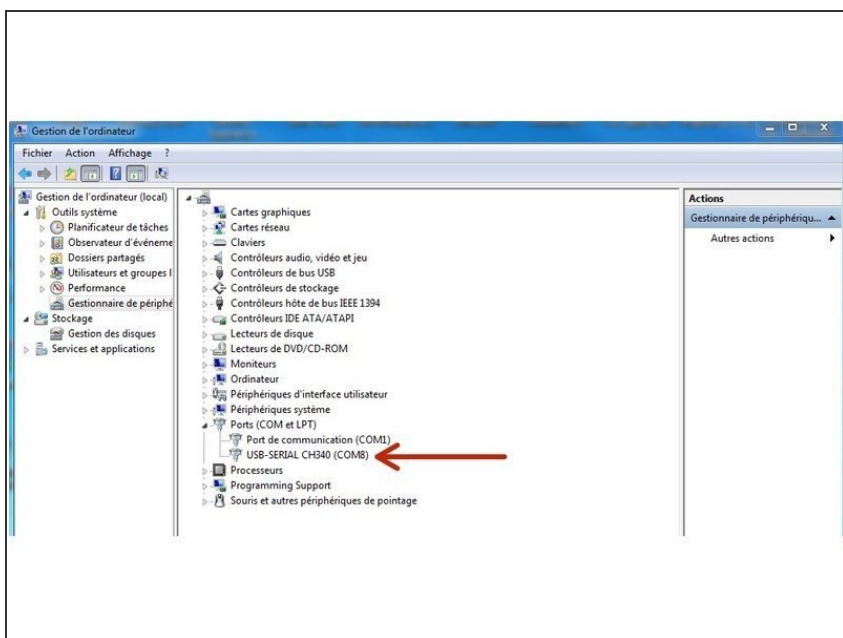 Gestion de l'ordinateur
Fichier Action Affichage ?
Gestion de l'ordinateur (local)
Outils système
Planificateur de tâches
Observateur d'événeme
Dossiers partagés
Utilisateurs et groupes l
Performance
Gestionnaire de périphé
Stockage
Gestion des disques
Services et applications
Cartes graphiques
Cartes réseau
Claviers
Contrôleurs audio, vidéo et jeu
Contrôleurs de bus USB
Contrôleurs de stockage
Contrôleurs hôte de bus IEEE 1394
Contrôleurs IDE ATA/ATAPI
Lecteurs de disque
Lecteurs de DVD/CD-ROM
Moniteurs
Ordinateur
Périphériques d'interface utilisateur
Périphériques système
Ports (COM et LPT)
Port de communication (COM1)
USB-SERIAL CH340 (COM8)
Processeurs
Programming Support
Souris et autres périphériques de pointage
Actions
Gestionnaire de périphériqu...
Autres actions